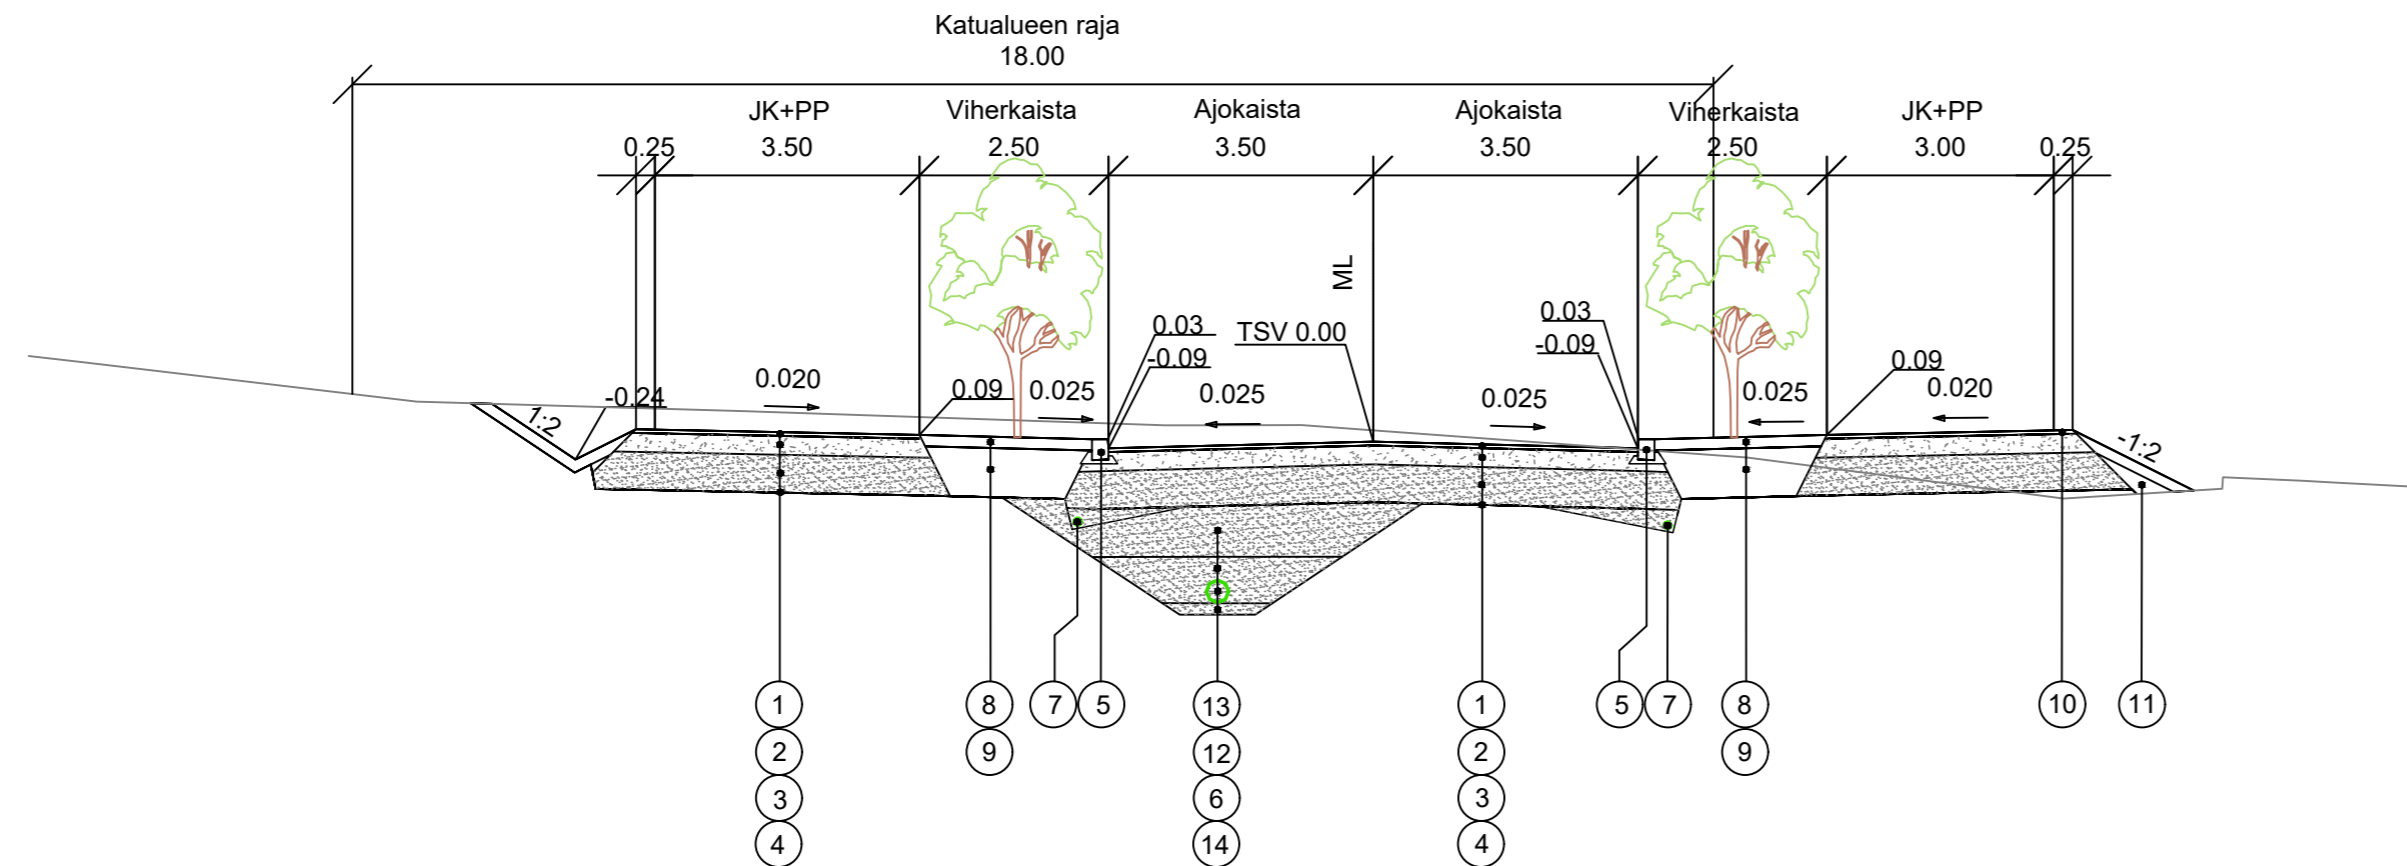 Katualueen raja
18.00
JK+PP Viherkaista Ajokaista Ajokaista Viherkaista JK+PP
0.25 3.50 2.50 3.50 3.50 2.50 3.00 0.25
ML
0.03 TSV 0.00 0.03
-0.09 -0.09 0.09
-0.24 0.020 0.09 0.025 0.025 0.025 0.025 0.020
1:2 -1:2
1 8 7 5 13 1 5 7 8 10 11
2 9 12 2 9
3 6 3
4 14 4